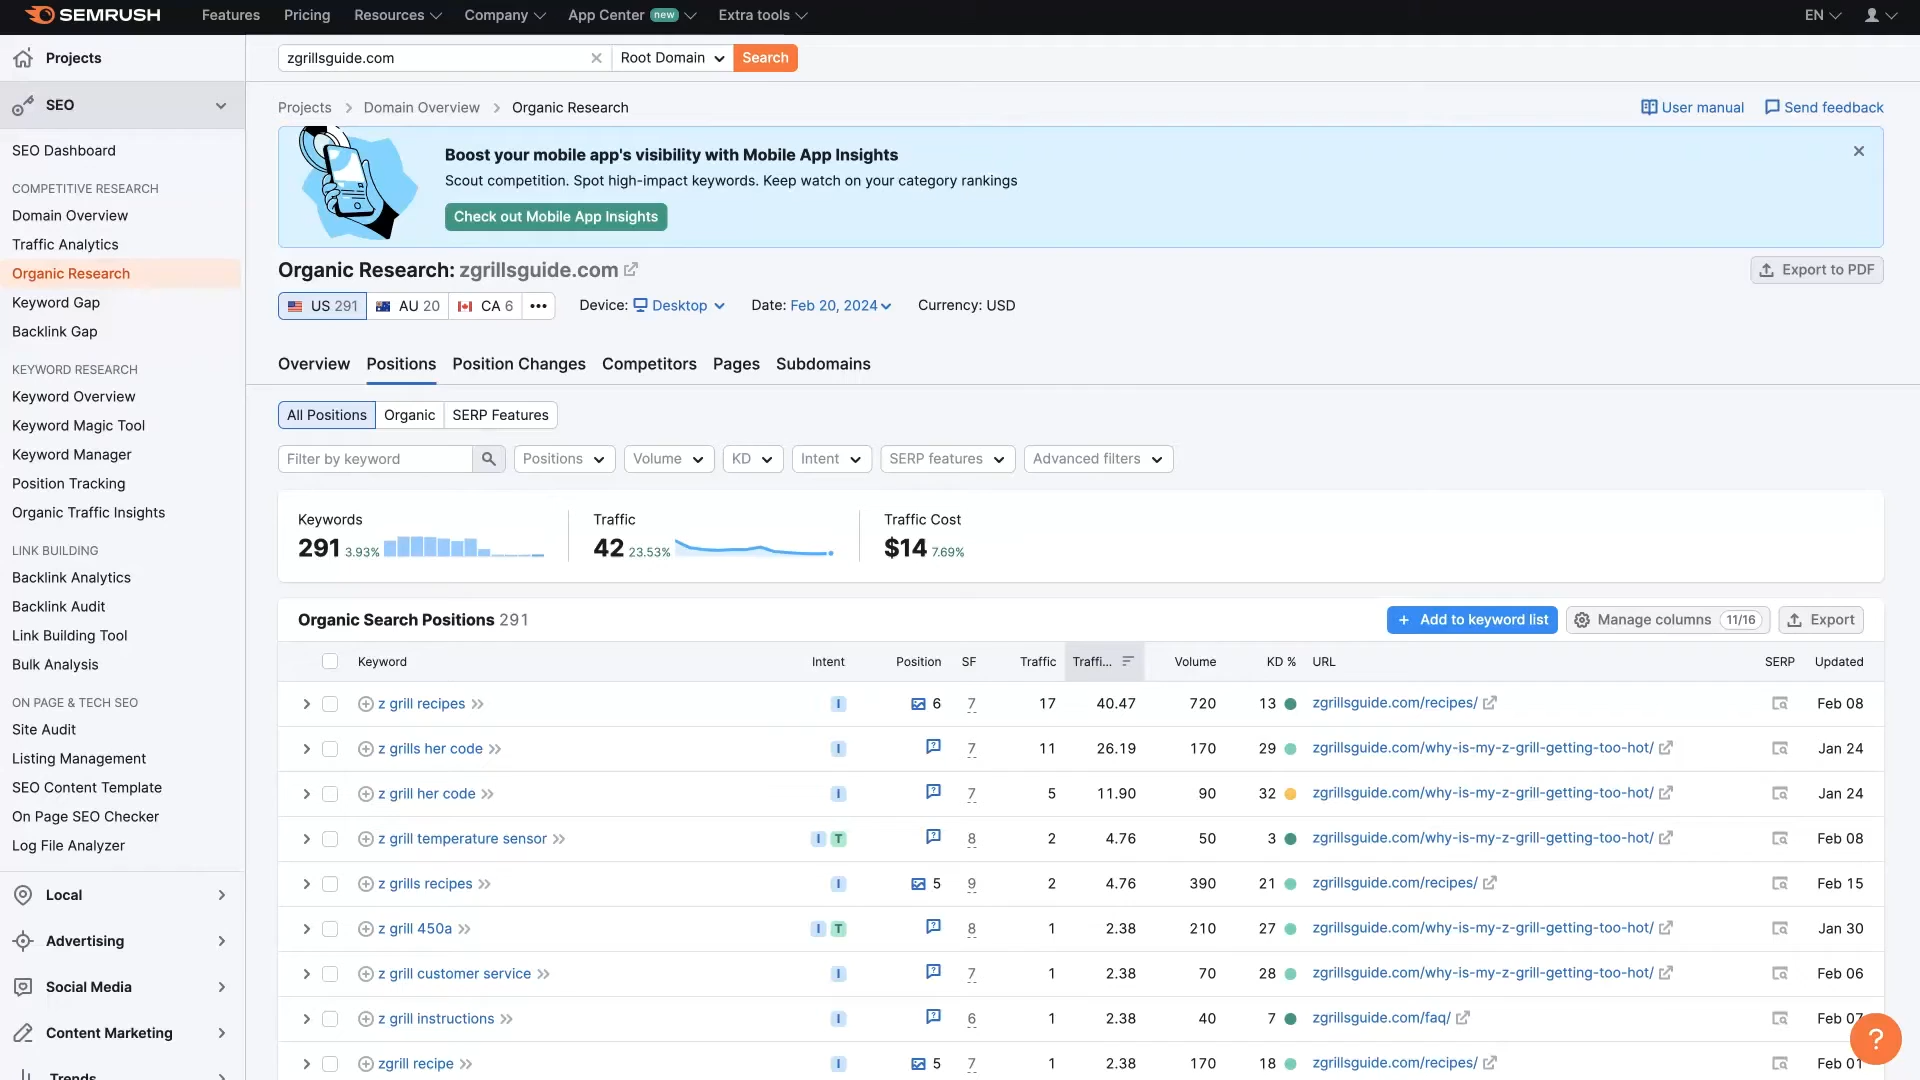 SEMRUSH Features Pricing Resources Company App Center new Extra tools EN
Projects
SEO
SEO Dashboard
COMPETITIVE RESEARCH
Domain Overview
Traffic Analytics
Organic Research
Keyword Gap
Backlink Gap
KEYWORD RESEARCH
Keyword Overview
Keyword Magic Tool
Keyword Manager
Position Tracking
Organic Traffic Insights
LINK BUILDING
Backlink Analytics
Backlink Audit
Link Building Tool
Bulk Analysis
ON PAGE & TECH SEO
Site Audit
Listing Management
SEO Content Template
On Page SEO Checker
Log File Analyzer
Local
Advertising
Social Media
Content Marketing
Trends
zgrillsguide.com Root Domain Search
Projects Domain Overview Organic Research User manual Send feedback
Boost your mobile app's visibility with Mobile App Insights
Scout competition. Spot high-impact keywords. Keep watch on your category rankings
Check out Mobile App Insights
Organic Research: zgrillsguide.com Export to PDF
US 291 AU 20 CA 6 ••• Device: Desktop Date: Feb 20, 2024 Currency: USD
Overview Positions Position Changes Competitors Pages Subdomains
All Positions Organic SERP Features
Filter by keyword Positions Volume KD Intent SERP features Advanced filters
Keywords Traffic Traffic Cost
291 3.93% 42 23.53% $14 7.69%
Organic Search Positions 291 + Add to keyword list Manage columns 11/16 Export
Keyword Intent Position SF Traffic Traffi... Volume KD % URL SERP Updated
z grill recipes I 6 7 17 40.47 720 13 zgrillsguide.com/recipes/ Feb 08
z grills her code I 7 11 26.19 170 29 zgrillsguide.com/why-is-my-z-grill-getting-too-hot/ Jan 24
z grill her code I 7 5 11.90 90 32 zgrillsguide.com/why-is-my-z-grill-getting-too-hot/ Jan 24
z grill temperature sensor I T 8 2 4.76 50 3 zgrillsguide.com/why-is-my-z-grill-getting-too-hot/ Feb 08
z grills recipes I 5 9 2 4.76 390 21 zgrillsguide.com/recipes/ Feb 15
z grill 450a I T 8 1 2.38 210 27 zgrillsguide.com/why-is-my-z-grill-getting-too-hot/ Jan 30
z grill customer service I 7 1 2.38 70 28 zgrillsguide.com/why-is-my-z-grill-getting-too-hot/ Feb 06
z grill instructions I 6 1 2.38 40 7 zgrillsguide.com/faq/ Feb 07
zgrill recipe I 5 7 1 2.38 170 18 zgrillsguide.com/recipes/ Feb 01
?